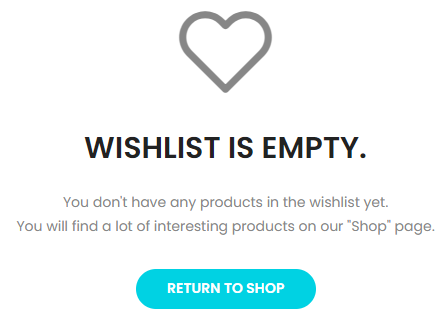 WISHLIST IS EMPTY.
You don't have any products in the wishlist yet.
You will find a lot of interesting products on our "Shop" page.
RETURN TO SHOP